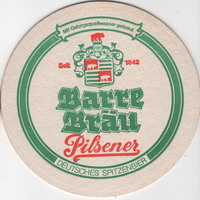 Mit Gebirgsquellwasser gebraut
Seit 1842
Barre
Bräu
Pilsener
DEUTSCHES SPITZENBIER